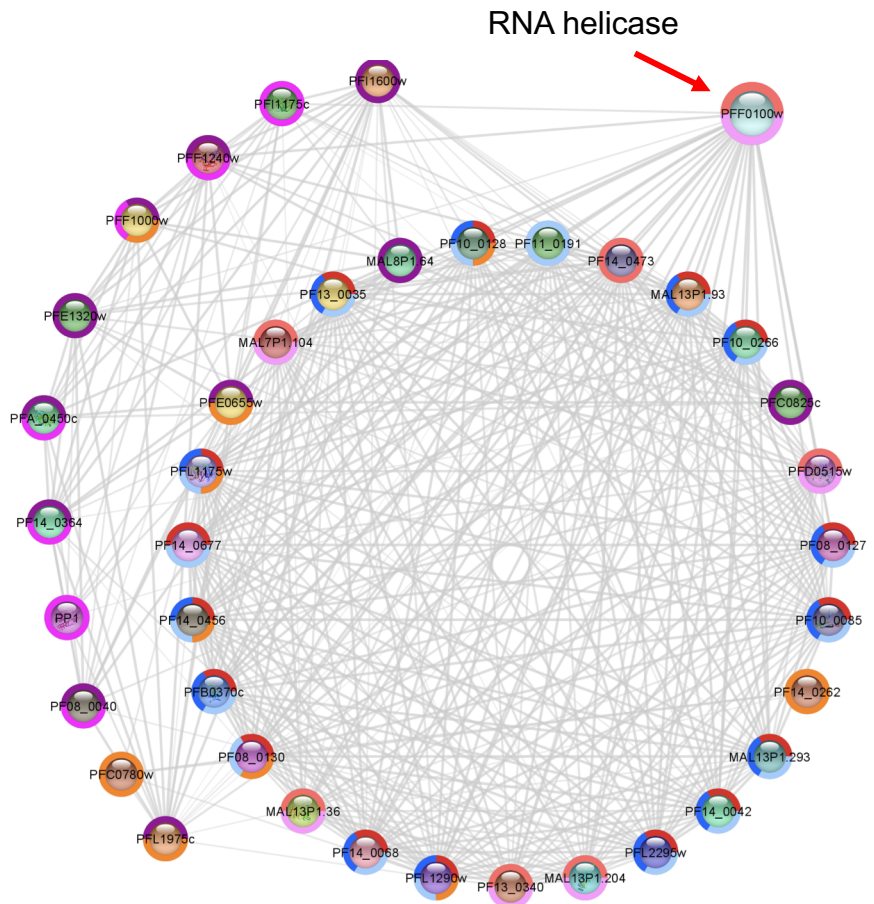 RNA helicase
PFI1600w
PFI1175c
PFF0100w
PFF1240w
PFF1000w
PF10_0128
PF11_0191
MAL8P1.64
PF14_0473
PF13_0035
MAL13P1.93
PFE1320w
MAL7P1.104
PF10_0266
PFE0655w
PFC0825c
PFA_0450c
PFL1175w
PFD0515w
PF14_0364
PF14_0677
PF08_0127
PP1
PF14_0456
PF10_0085
PFB0370c
PF14_0262
PF08_0040
PF08_0130
MAL13P1.293
PFC0780w
MAL13P1.36
PF14_0042
PFL1975c
PF14_0068
PFL2295w
PFL1290w
MAL13P1.204
PF13_0340